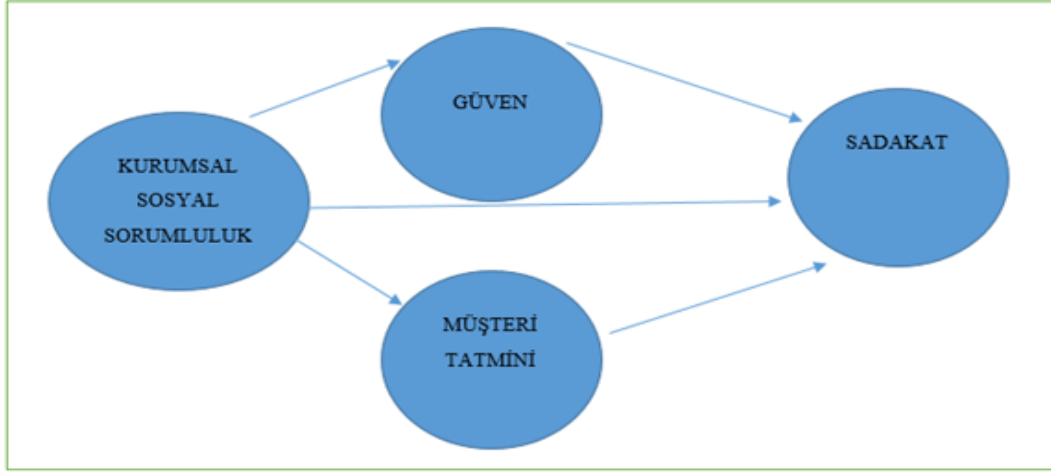 GÜVEN
KURUMSAL
SOSYAL
SORUMLULUK
SADAKAT
MÜŞTERİ
TATMİNİ